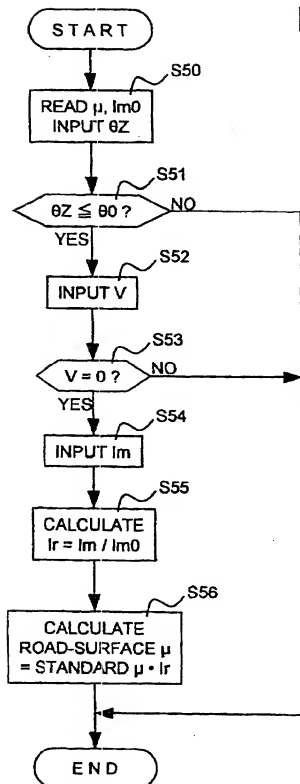 START
S50
READ μ, Im0
INPUT θZ
S51
θZ ≦ θ0 ?
NO
YES
S52
INPUT V
S53
V = 0 ?
NO
YES
S54
INPUT Im
S55
CALCULATE
Ir = Im / Im0
S56
CALCULATE
ROAD-SURFACE μ
= STANDARD μ • Ir
END